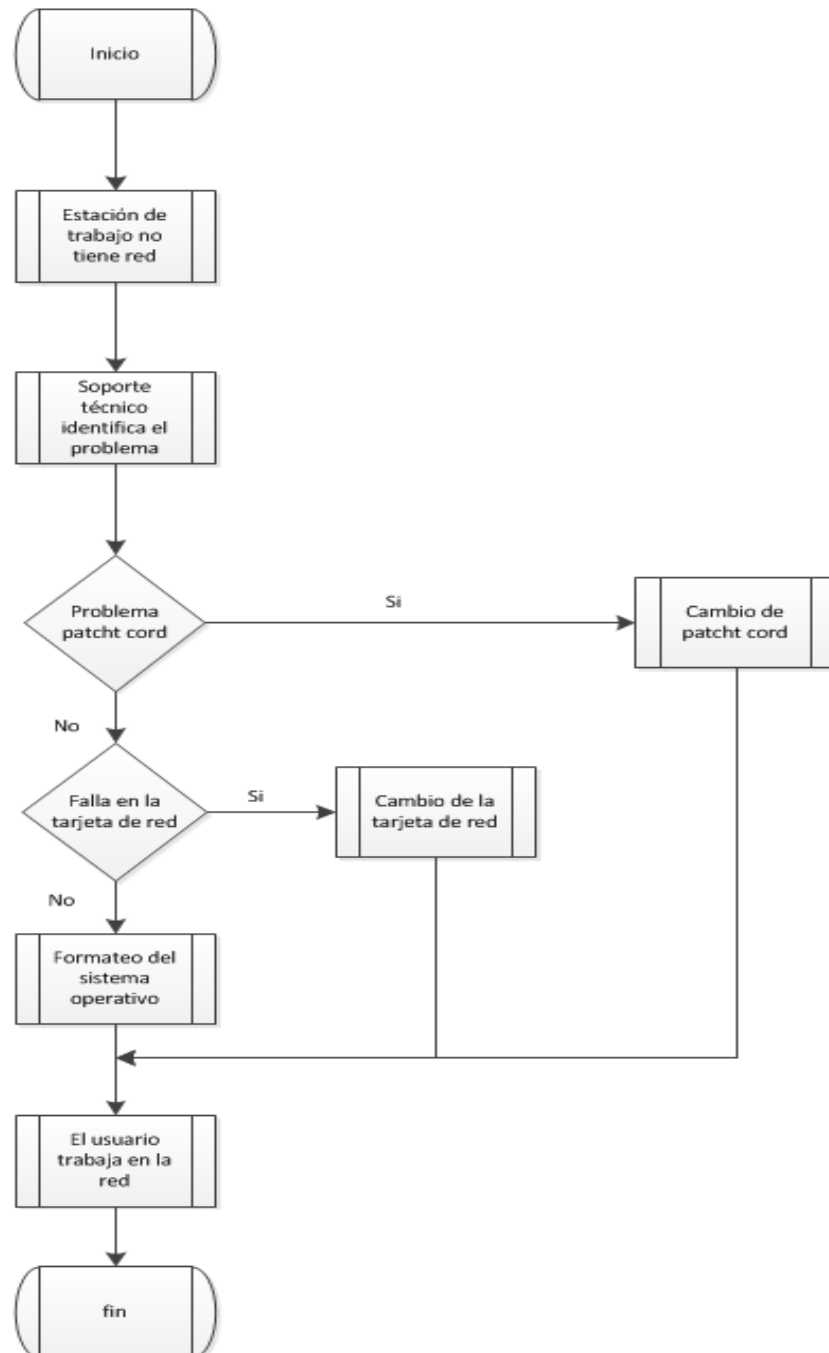 Inicio
Estación de
trabajo no
tiene red
Soporte
técnico
identifica el
problema
Problema
patcht cord
Si
Cambio de
patcht cord
No
Falla en la
tarjeta de red
Si
Cambio de la
tarjeta de red
No
Formateo del
sistema
operativo
El usuario
trabaja en la
red
fin